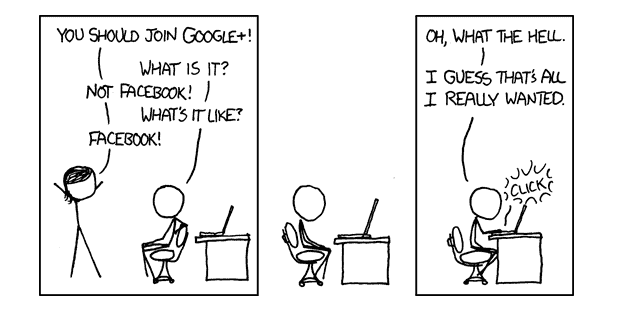 YOU SHOULD JOIN GOOGLE+!
WHAT IS IT?
NOT FACEBOOK!
WHAT'S IT LIKE?
FACEBOOK!
OH, WHAT THE HELL.
I GUESS THAT'S ALL
I REALLY WANTED.
CLICK